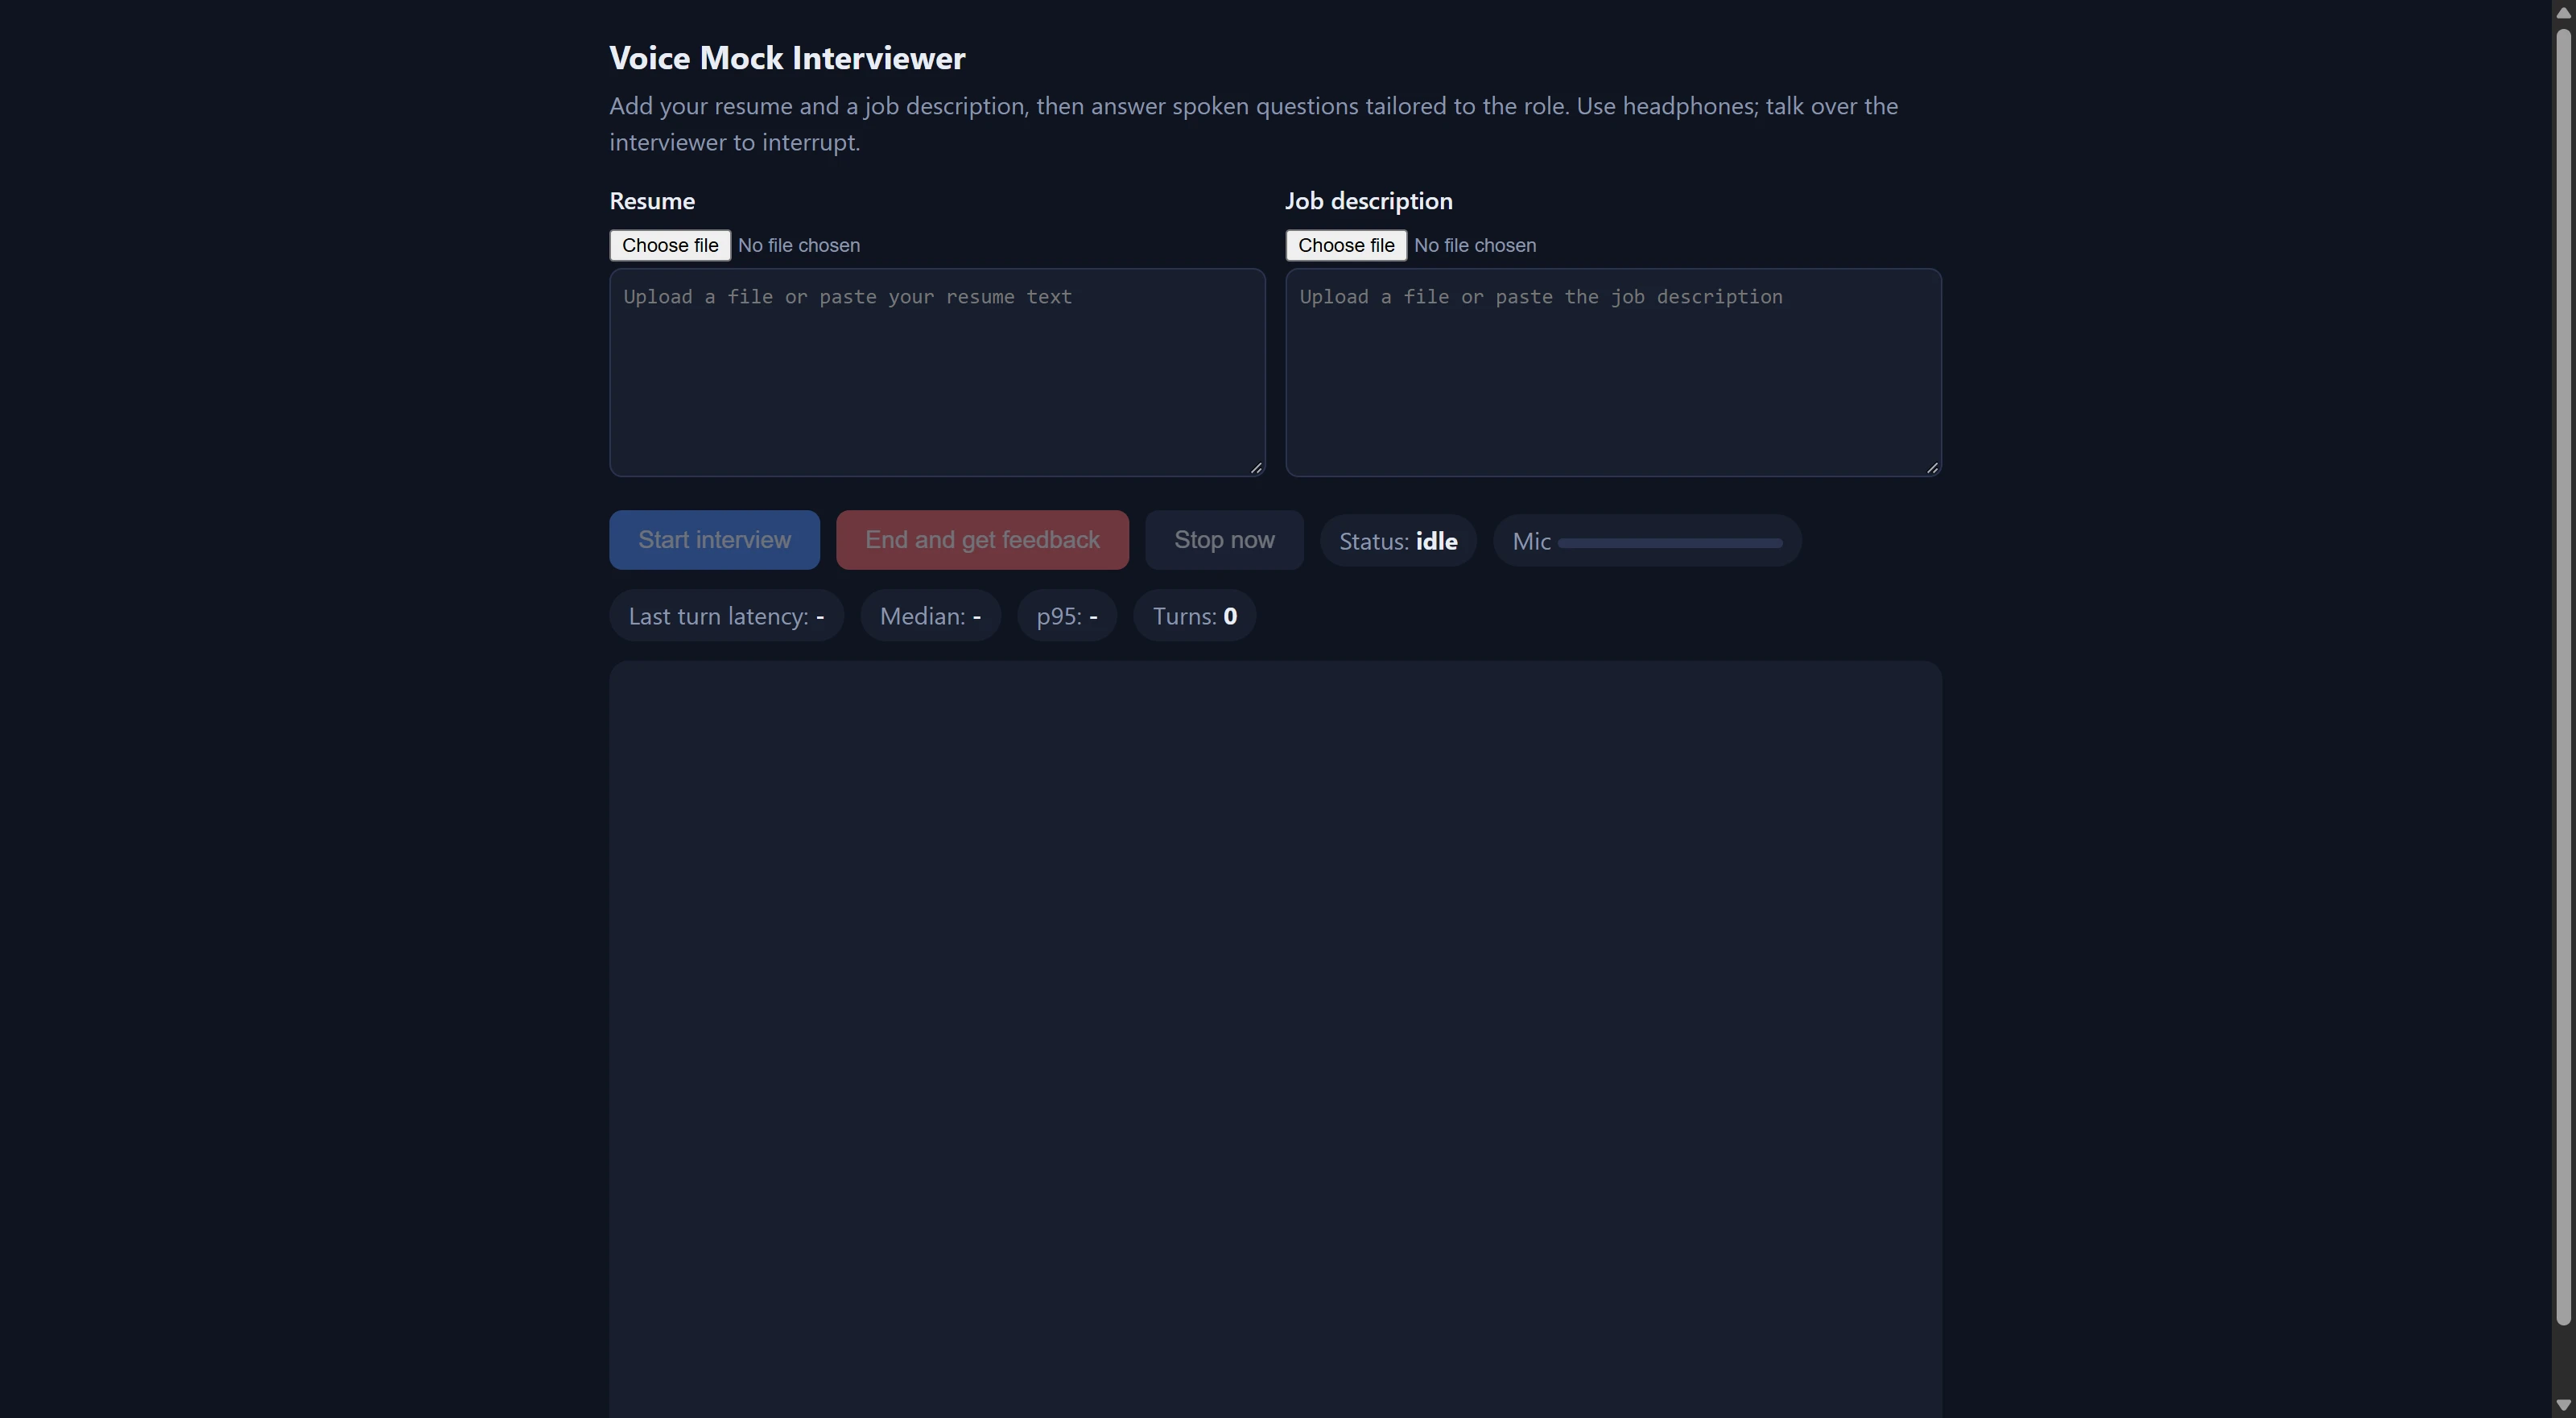 Voice Mock Interviewer
Add your resume and a job description, then answer spoken questions tailored to the role. Use headphones; talk over the
interviewer to interrupt.
Resume
Choose file No file chosen
Upload a file or paste your resume text
Job description
Choose file No file chosen
Upload a file or paste the job description
Start interview
End and get feedback
Stop now
Status: idle
Mic
Last turn latency: -
Median: -
p95: -
Turns: 0